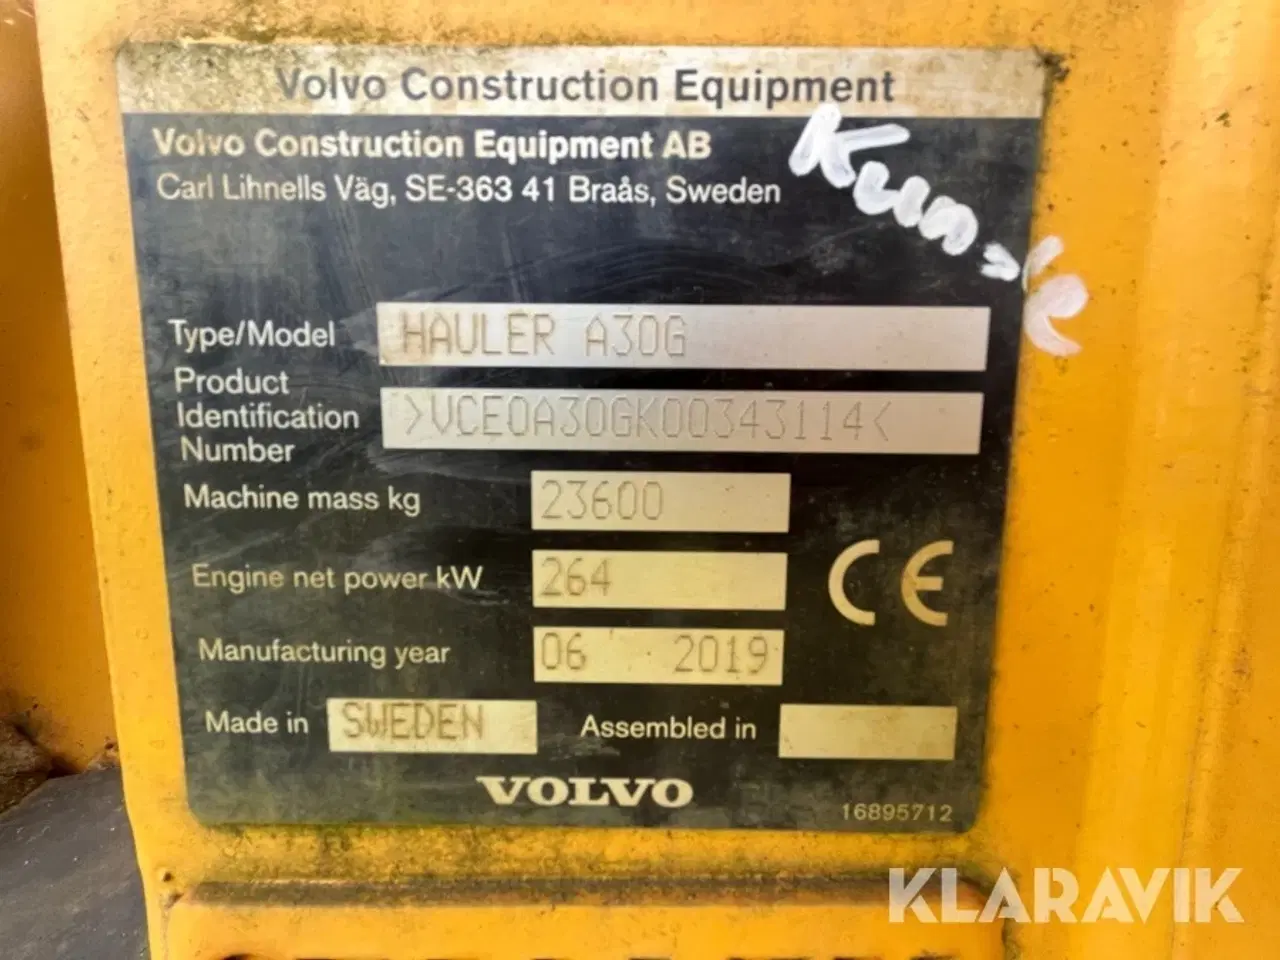 Volvo Construction Equipment
Volvo Construction Equipment AB
Carl Lihnells Väg, SE-363 41 Braås, Sweden
Type/Model HAULER A30G
Product
Identification
Number
>VCE0A30GK00343114<
Machine mass kg 23600
Engine net power kW 264
CE
Manufacturing year 06 2019
Made in SWEDEN Assembled in
VOLVO
16895712
KLARAVIK